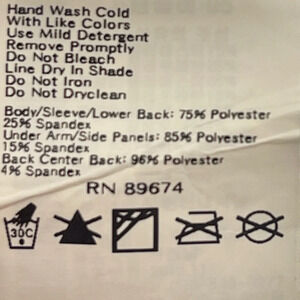 Hand Wash Cold
With Like Colors
Use Mild Detergent
Remove Promptly
Do Not Bleach
Line Dry In Shade
Do Not Iron
Do Not Dryclean
Body/Sleeve/Lower Back: 75% Polyester
25% Spandex
Under Arm/Side Panels: 85% Polyester
15% Spandex
Back Center Back: 96% Polyester
4% Spandex
RN 89674
30C